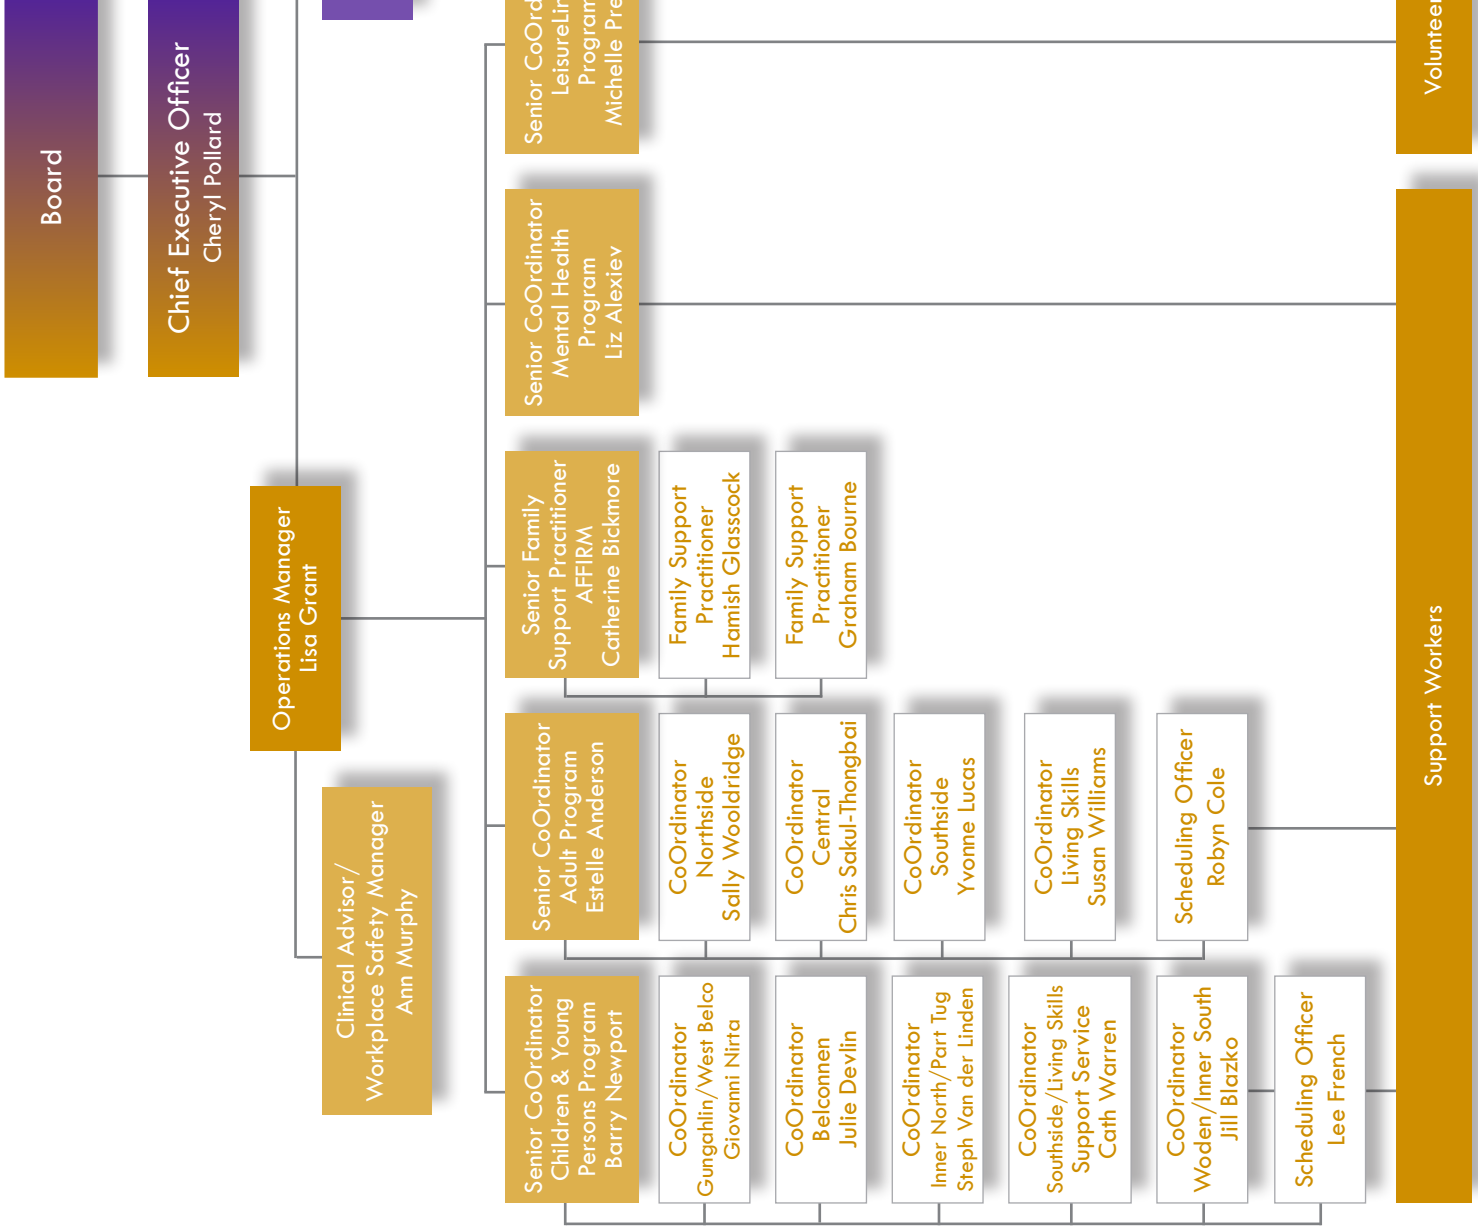 Board
Chief Executive Officer
Cheryl Pollard
Operations Manager
Lisa Grant
Clinical Advisor/
Workplace Safety Manager
Ann Murphy
Senior CoOrdinator
Children & Young
Persons Program
Barry Newport
CoOrdinator
Gungahlin/West Belco
Giovanni Nirta
CoOrdinator
Belconnen
Julie Devlin
CoOrdinator
Inner North/Part Tug
Steph Van der Linden
CoOrdinator
Southside/Living Skills
Support Service
Cath Warren
CoOrdinator
Woden/Inner South
Jill Blazko
Scheduling Officer
Lee French
Senior CoOrdinator
Adult Program
Estelle Anderson
CoOrdinator
Northside
Sally Wooldridge
CoOrdinator
Central
Chris Sakul-Thongbai
CoOrdinator
Southside
Yvonne Lucas
CoOrdinator
Living Skills
Susan Williams
Scheduling Officer
Robyn Cole
Senior Family
Support Practitioner
AFFIRM
Catherine Bickmore
Family Support
Practitioner
Hamish Glasscock
Family Support
Practitioner
Graham Bourne
Senior CoOrdinator
Mental Health
Program
Liz Alexiev
Senior
Program
Michelle
Support Workers
Volunteer